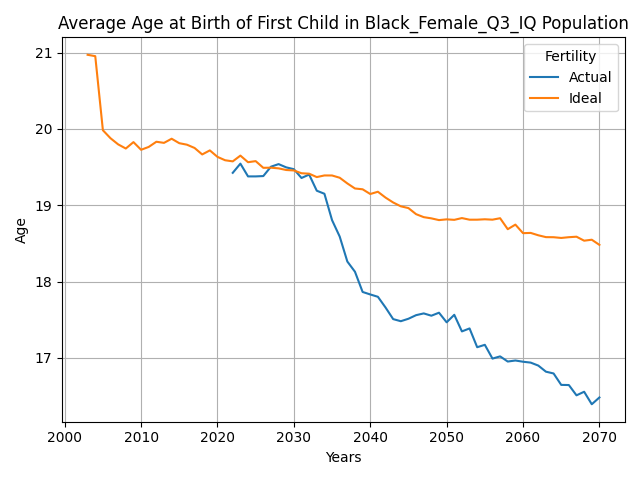 Average Age at Birth of First Child in Black_Female_Q3_IQ Population
Fertility
Actual
Ideal
Age
21
20
19
18
17
2000
2010
2020
2030
2040
2050
2060
2070
Years